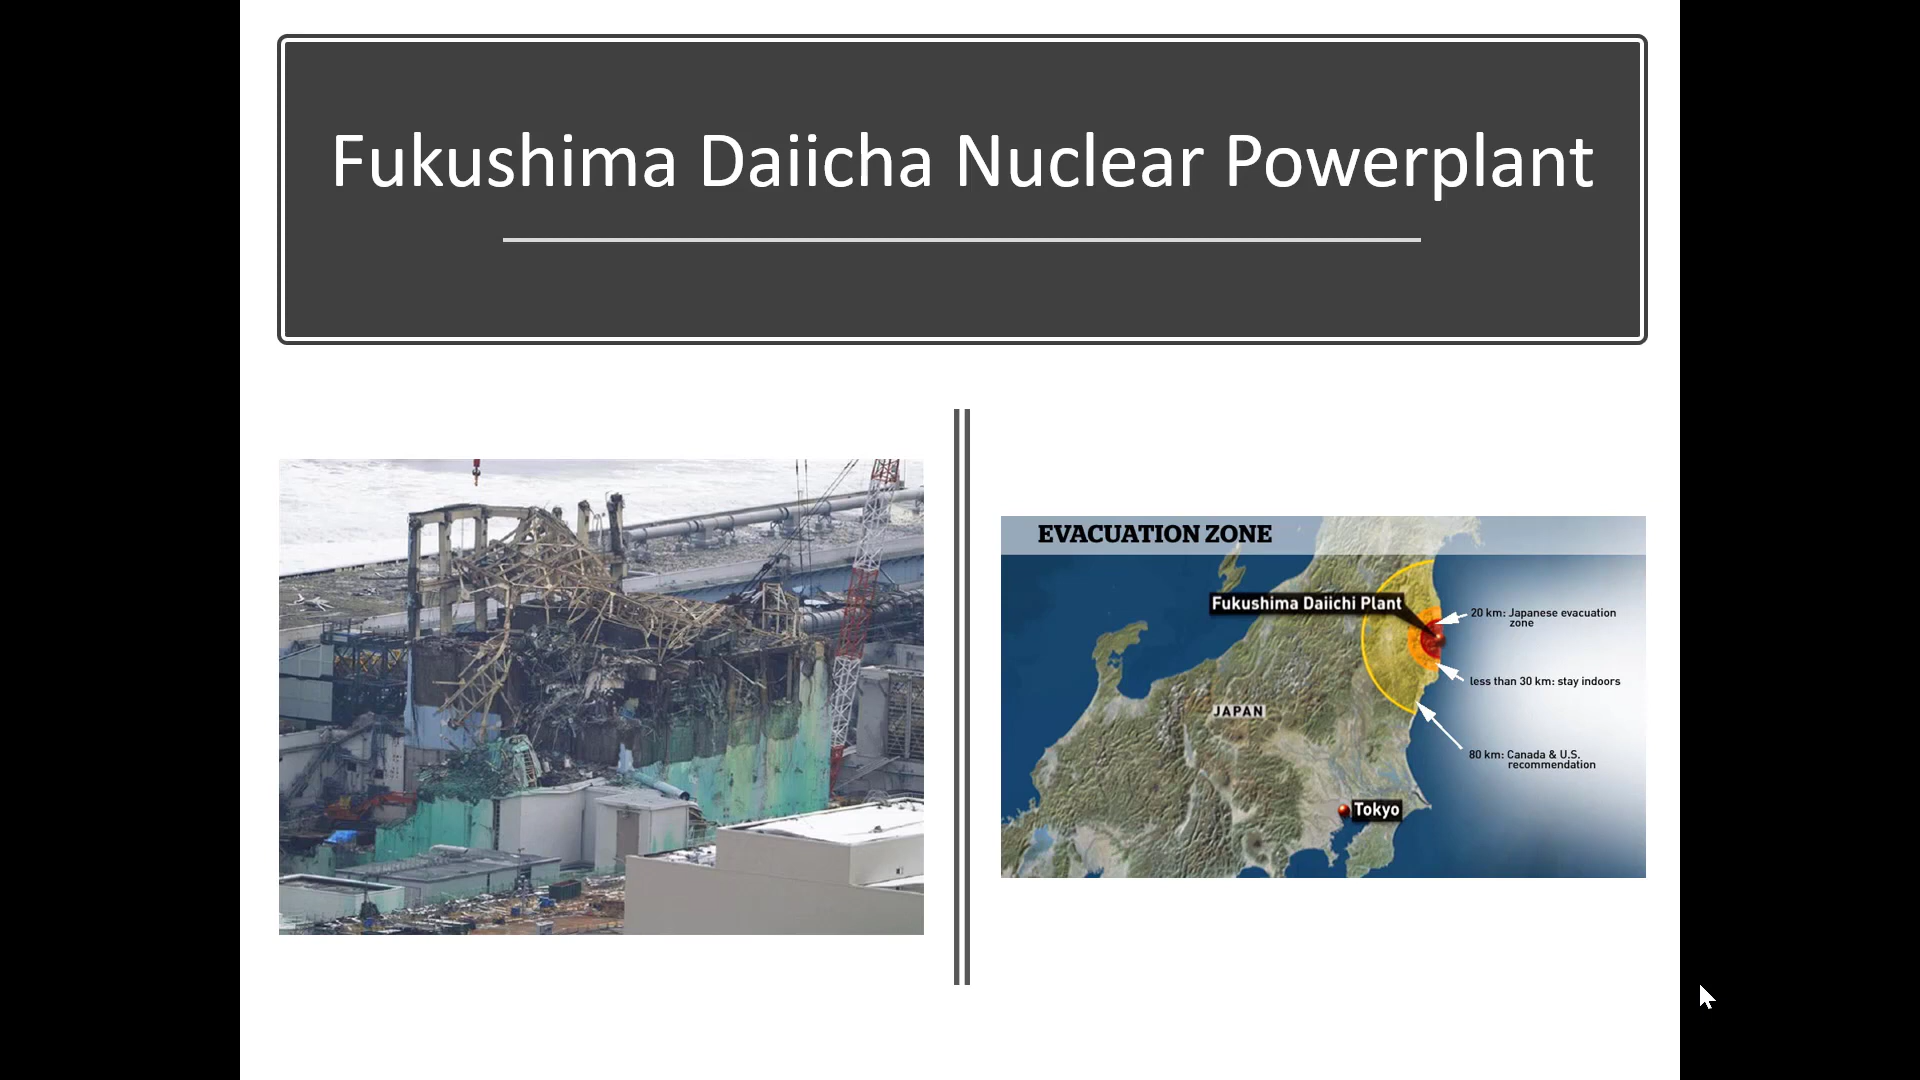 Fukushima Daiicha Nuclear Powerplant
EVACUATION ZONE
Fukushima Daiichi Plant
20 km: Japanese evacuation
zone
less than 30 km: stay indoors
JAPAN
80 km: Canada & U.S.
recommendation
Tokyo